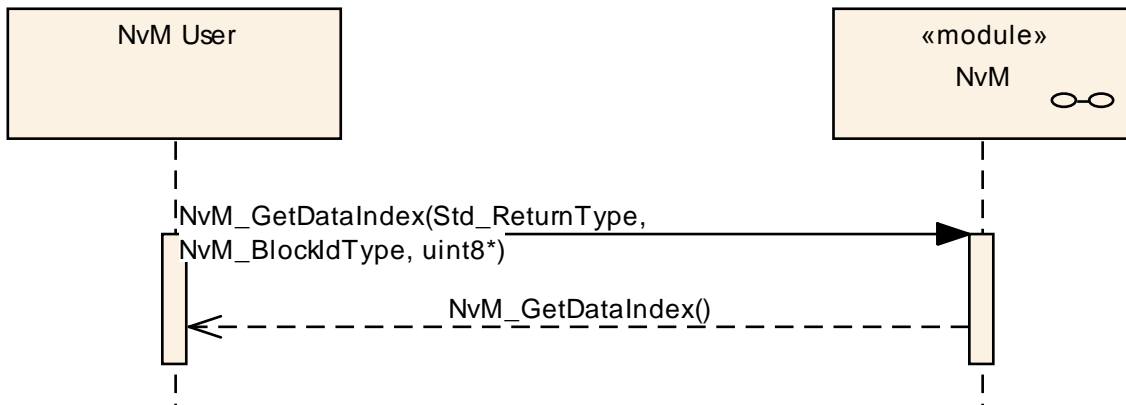 NvM User
«module»
NvM
NvM_GetDataIndex(Std_ReturnType,
NvM_BlockIdType, uint8*)
NvM_GetDataIndex()